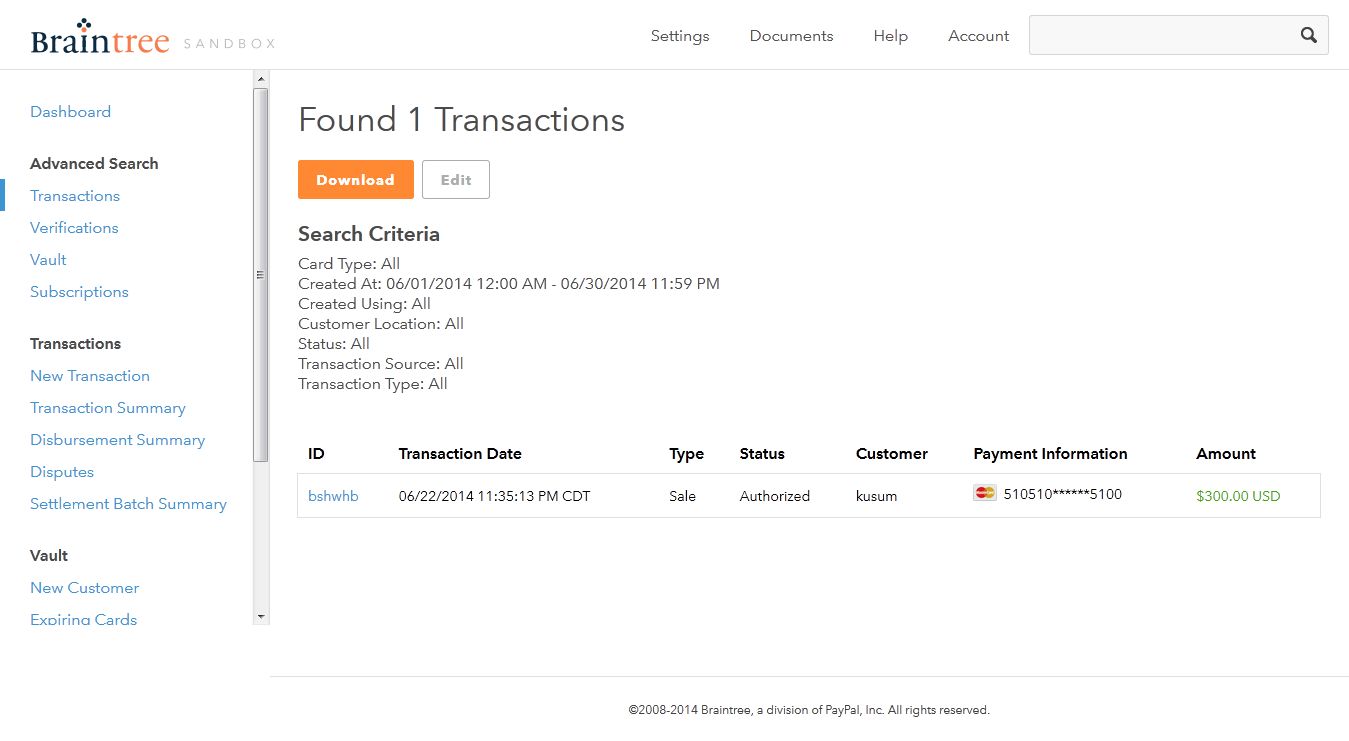 Braintree SANDBOX
Settings Documents Help Account
Dashboard
Advanced Search
Transactions
Verifications
Vault
Subscriptions
Transactions
New Transaction
Transaction Summary
Disbursement Summary
Disputes
Settlement Batch Summary
Vault
New Customer
Expiring Cards
Found 1 Transactions
Download Edit
Search Criteria
Card Type: All
Created At: 06/01/2014 12:00 AM - 06/30/2014 11:59 PM
Created Using: All
Customer Location: All
Status: All
Transaction Source: All
Transaction Type: All
ID Transaction Date Type Status Customer Payment Information Amount
bshwhb 06/22/2014 11:35:13 PM CDT Sale Authorized kusum 510510******5100 $300.00 USD
©2008-2014 Braintree, a division of PayPal, Inc. All rights reserved.